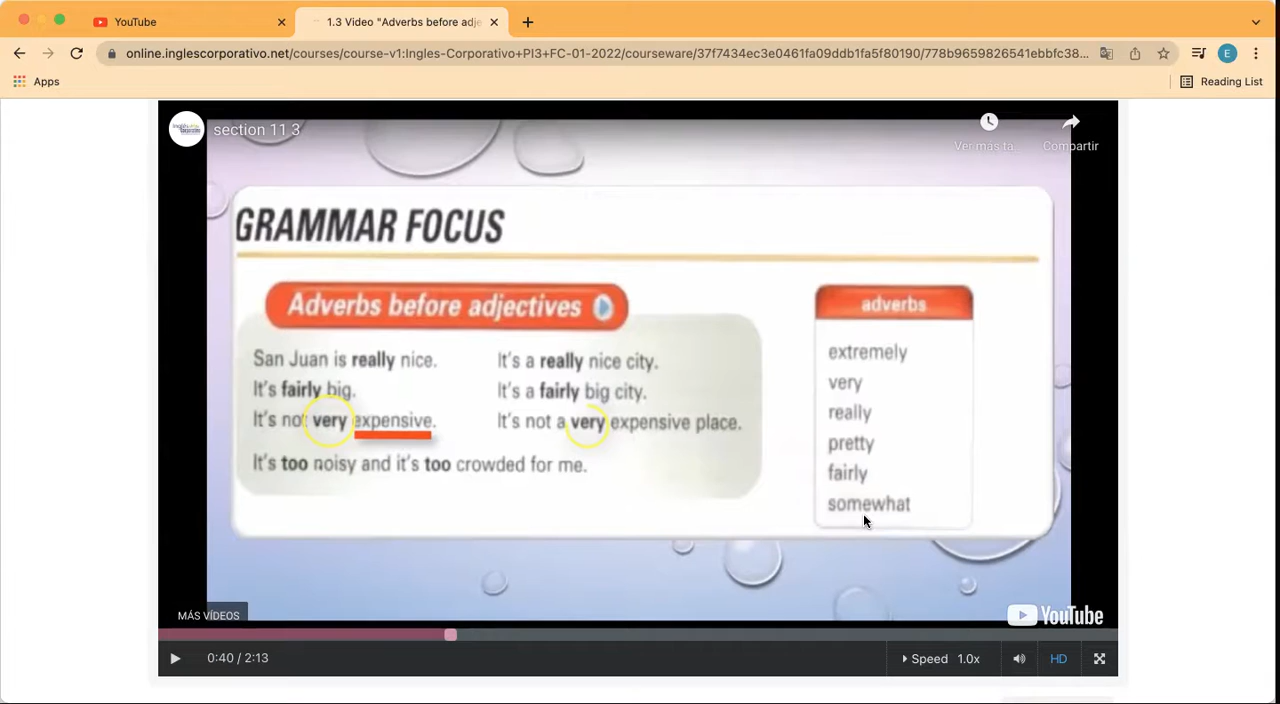 YouTube
1.3 Video "Adverbs before adje
online.inglescorporativo.net/courses/course-v1:Ingles-Corporativo+PI3+FC-01-2022/courseware/37f7434ec3e0461fa09ddb1fa5f80190/778b9659826541ebbfc38...
E
Apps
Reading List
section 11 3
Ver más ta...
Compartir
GRAMMAR FOCUS
Adverbs before adjectives
San Juan is really nice. It's a really nice city.
It's fairly big. It's a fairly big city.
It's not very expensive. It's not a very expensive place.
It's too noisy and it's too crowded for me.
adverbs
extremely
very
really
pretty
fairly
somewhat
MÁS VÍDEOS
YouTube
0:40 / 2:13
Speed 1.0x
HD